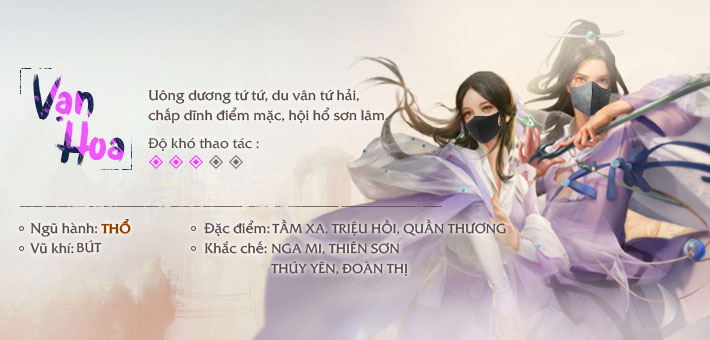 Vạn
Hoa
Uông dương tứ tứ, du vân tứ hải,
chấp dĩnh điểm mặc, hội hổ sơn lâm.
Độ khó thao tác :
Ngũ hành: THỔ
Vũ khí: BÚT
Đặc điểm: TẦM XA, TRIỆU HỒI, QUẦN THƯƠNG
Khắc chế: NGA MI, THIÊN SƠN
THÚY YÊN, ĐOÀN THỊ